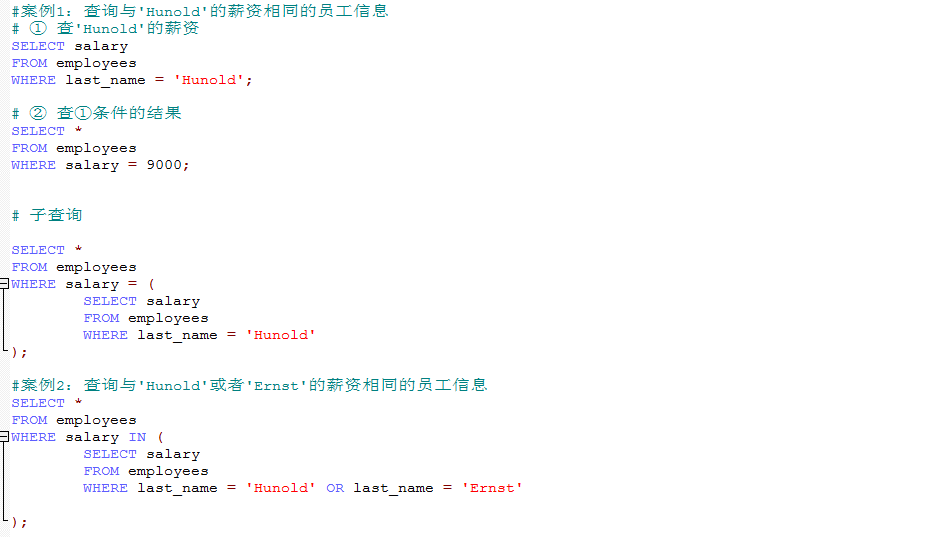 #案例1：查询与'Hunold'的薪资相同的员工信息
# ① 查'Hunold'的薪资
SELECT salary
FROM employees
WHERE last_name = 'Hunold';
# ② 查①条件的结果
SELECT *
FROM employees
WHERE salary = 9000;
# 子查询
SELECT *
FROM employees
WHERE salary = (
SELECT salary
FROM employees
WHERE last_name = 'Hunold'
);
#案例2：查询与'Hunold'或者'Ernst'的薪资相同的员工信息
SELECT *
FROM employees
WHERE salary IN (
SELECT salary
FROM employees
WHERE last_name = 'Hunold' OR last_name = 'Ernst'
);